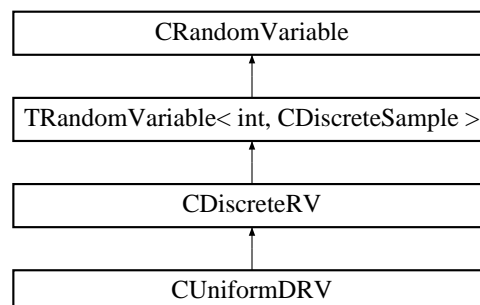 CRandomVariable
TRandomVariable< int, CDiscreteSample >
CDiscreteRV
CUniformDRV